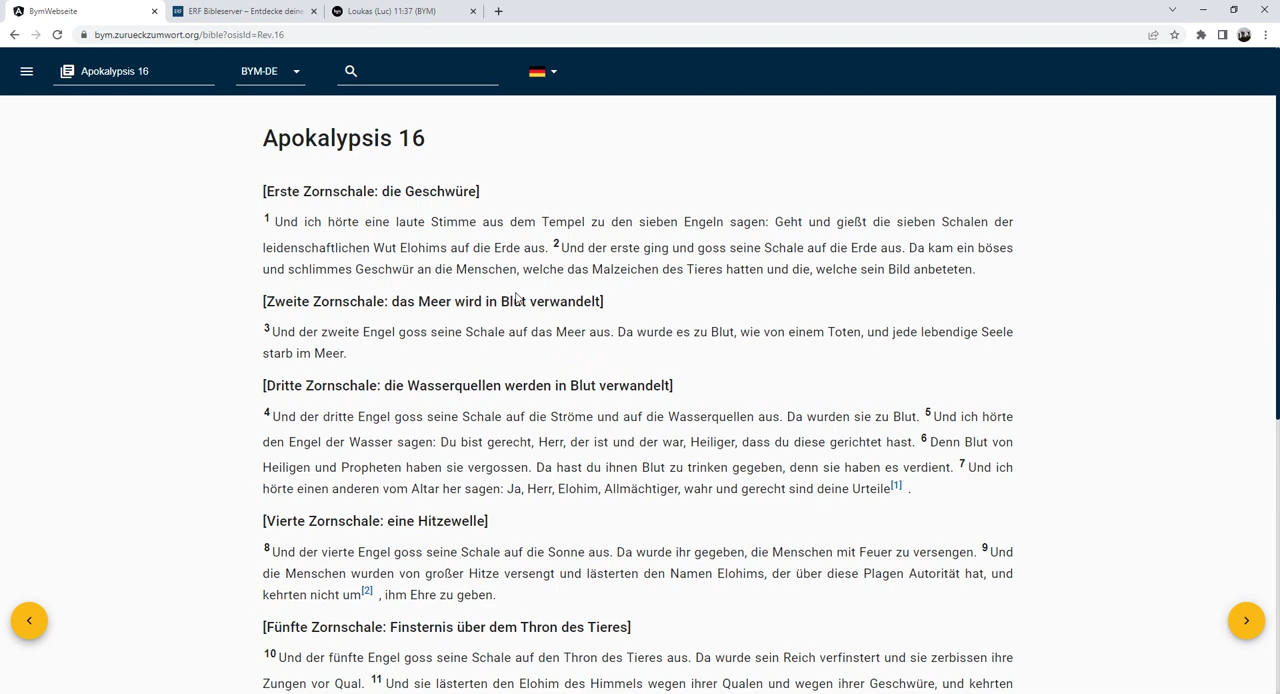 BymWebseite
ERF Bibleserver – Entdecke deine
Loukas (Luc) 11:37 (BYM)
bym.zurueckzumwort.org/bible?osisId=Rev.16
Apokalypsis 16
BYM-DE
Apokalypsis 16
[Erste Zornschale: die Geschwüre]
1 Und ich hörte eine laute Stimme aus dem Tempel zu den sieben Engeln sagen: Geht und gießt die sieben Schalen der
leidenschaftlichen Wut Elohims auf die Erde aus. 2 Und der erste ging und goss seine Schale auf die Erde aus. Da kam ein böses
und schlimmes Geschwür an die Menschen, welche das Malzeichen des Tieres hatten und die, welche sein Bild anbeteten.
[Zweite Zornschale: das Meer wird in Blut verwandelt]
3 Und der zweite Engel goss seine Schale auf das Meer aus. Da wurde es zu Blut, wie von einem Toten, und jede lebendige Seele
starb im Meer.
[Dritte Zornschale: die Wasserquellen werden in Blut verwandelt]
4 Und der dritte Engel goss seine Schale auf die Ströme und auf die Wasserquellen aus. Da wurden sie zu Blut. 5 Und ich hörte
den Engel der Wasser sagen: Du bist gerecht, Herr, der ist und der war, Heiliger, dass du diese gerichtet hast. 6 Denn Blut von
Heiligen und Propheten haben sie vergossen. Da hast du ihnen Blut zu trinken gegeben, denn sie haben es verdient. 7 Und ich
hörte einen anderen vom Altar her sagen: Ja, Herr, Elohim, Allmächtiger, wahr und gerecht sind deine Urteile[1] .
[Vierte Zornschale: eine Hitzewelle]
8 Und der vierte Engel goss seine Schale auf die Sonne aus. Da wurde ihr gegeben, die Menschen mit Feuer zu versengen. 9 Und
die Menschen wurden von großer Hitze versengt und lästerten den Namen Elohims, der über diese Plagen Autorität hat, und
kehrten nicht um[2] , ihm Ehre zu geben.
[Fünfte Zornschale: Finsternis über dem Thron des Tieres]
10 Und der fünfte Engel goss seine Schale auf den Thron des Tieres aus. Da wurde sein Reich verfinstert und sie zerbissen ihre
Zungen vor Qual. 11 Und sie lästerten den Elohim des Himmels wegen ihrer Qualen und wegen ihrer Geschwüre, und kehrten